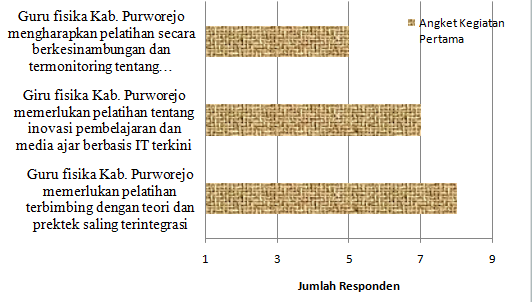 Guru fisika Kab. Purworejo
mengharapkan pelatihan secara
berkesinambungan dan
termonitoring tentang…
Giru fisika Kab. Purworejo
memerlukan pelatihan tentang
inovasi pembelajaran dan
media ajar berbasis IT terkini
Guru fisika Kab. Purworejo
memerlukan pelatihan
terbimbing dengan teori dan
prektek saling terintegrasi
Angket Kegiatan
Pertama
1 3 5 7 9
Jumlah Responden